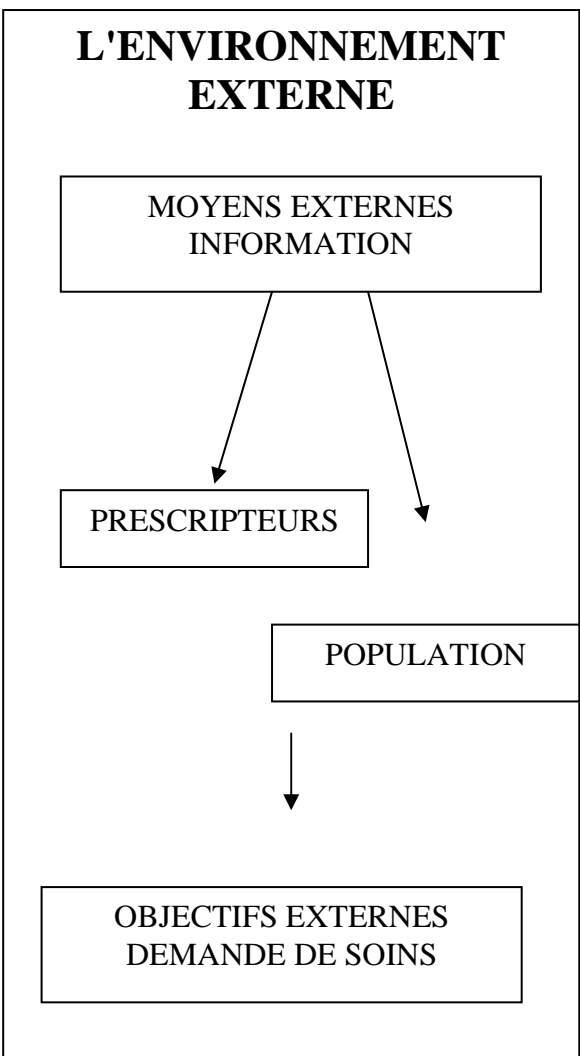 L'ENVIRONNEMENT
EXTERNE
MOYENS EXTERNES
INFORMATION
PRESCRIPTEURS
POPULATION
OBJECTIFS EXTERNES
DEMANDE DE SOINS